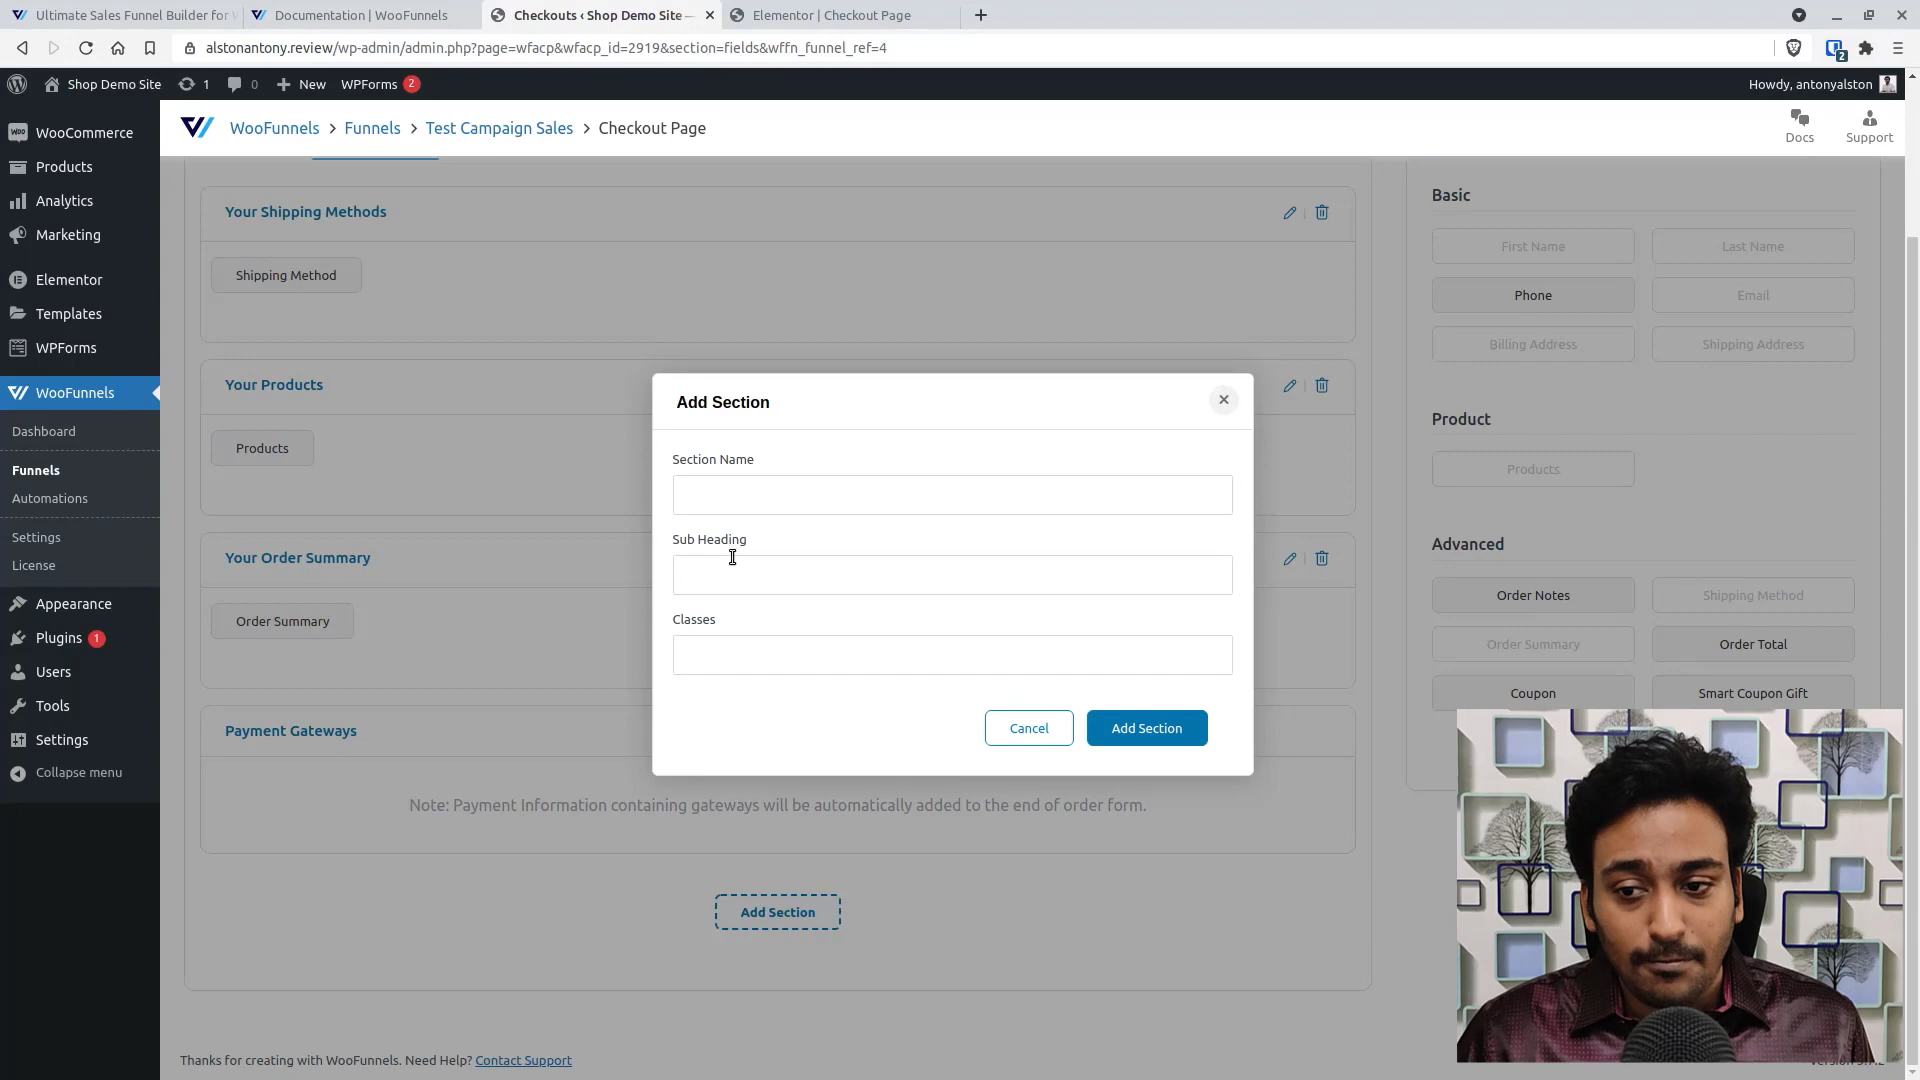 Ultimate Sales Funnel Builder for
Documentation | WooFunnels
Checkouts ‹ Shop Demo Site —
Elementor | Checkout Page
alstonantony.review/wp-admin/admin.php?page=wfacp&wfacp_id=2919&section=fields&wffn_funnel_ref=4
2
Shop Demo Site
1
0
New
WPForms
2
Howdy, antonyalston
WOO
WooCommerce
Products
Analytics
Marketing
Elementor
Templates
WPForms
WooFunnels
Dashboard
Funnels
Automations
Settings
License
Appearance
Plugins
1
Users
Tools
Settings
Collapse menu
WooFunnels > Funnels > Test Campaign Sales > Checkout Page
Docs
Support
Your Shipping Methods
Shipping Method
Your Products
Products
Your Order Summary
Order Summary
Payment Gateways
Note: Payment Information containing gateways will be automatically added to the end of order form.
Add Section
Add Section
Section Name
Sub Heading
Classes
Cancel
Add Section
Basic
First Name
Last Name
Phone
Email
Billing Address
Shipping Address
Product
Products
Advanced
Order Notes
Shipping Method
Order Summary
Order Total
Coupon
Smart Coupon Gift
Thanks for creating with WooFunnels. Need Help? Contact Support